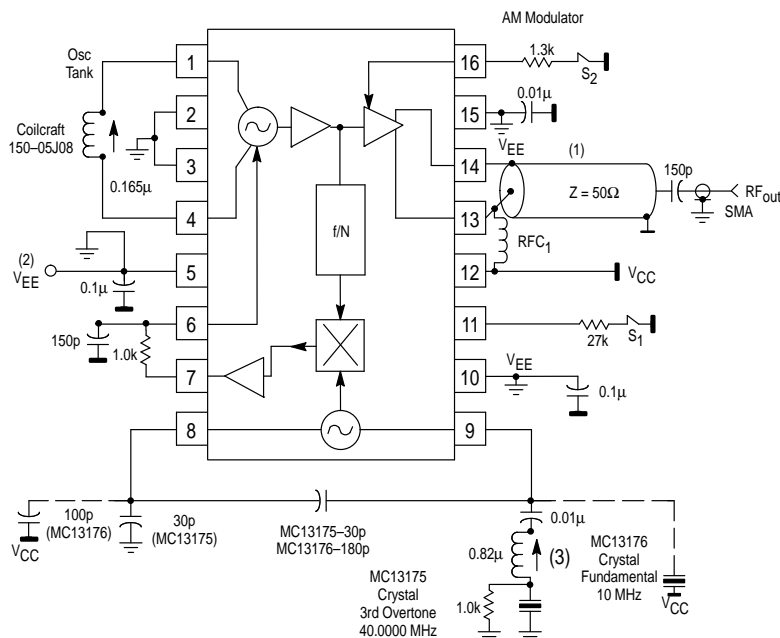 AM Modulator
Osc
Tank
Coilcraft
150–05J08
0.165µ
1
2
3
4
5
6
7
8
16
15
14
13
12
11
10
9
f/N
1.3k
S2
0.01µ
VEE
(1)
Z = 50Ω
150p
RFout
SMA
RFC1
VCC
27k
S1
VEE
0.1µ
(2)
VEE
0.1µ
150p
1.0k
100p
(MC13176)
VCC
30p
(MC13175)
MC13175–30p
MC13176–180p
0.01µ
0.82µ
(3)
1.0k
MC13175
Crystal
3rd Overtone
40.0000 MHz
MC13176
Crystal
Fundamental
10 MHz
VCC